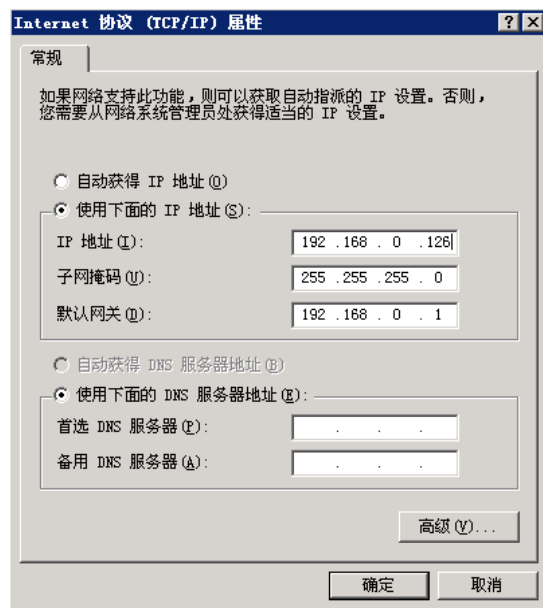 Internet 协议 (TCP/IP) 属性
常规
如果网络支持此功能，则可以获取自动指派的 IP 设置。否则，
您需要从网络系统管理员处获得适当的 IP 设置。
自动获得 IP 地址(O)
使用下面的 IP 地址(S):
IP 地址(I): 192 .168 . 0 .126
子网掩码(U): 255 .255 .255 . 0
默认网关(D): 192 .168 . 0 . 1
自动获得 DNS 服务器地址(B)
使用下面的 DNS 服务器地址(E):
首选 DNS 服务器(P): . . .
备用 DNS 服务器(A): . . .
高级(V)...
确定 取消